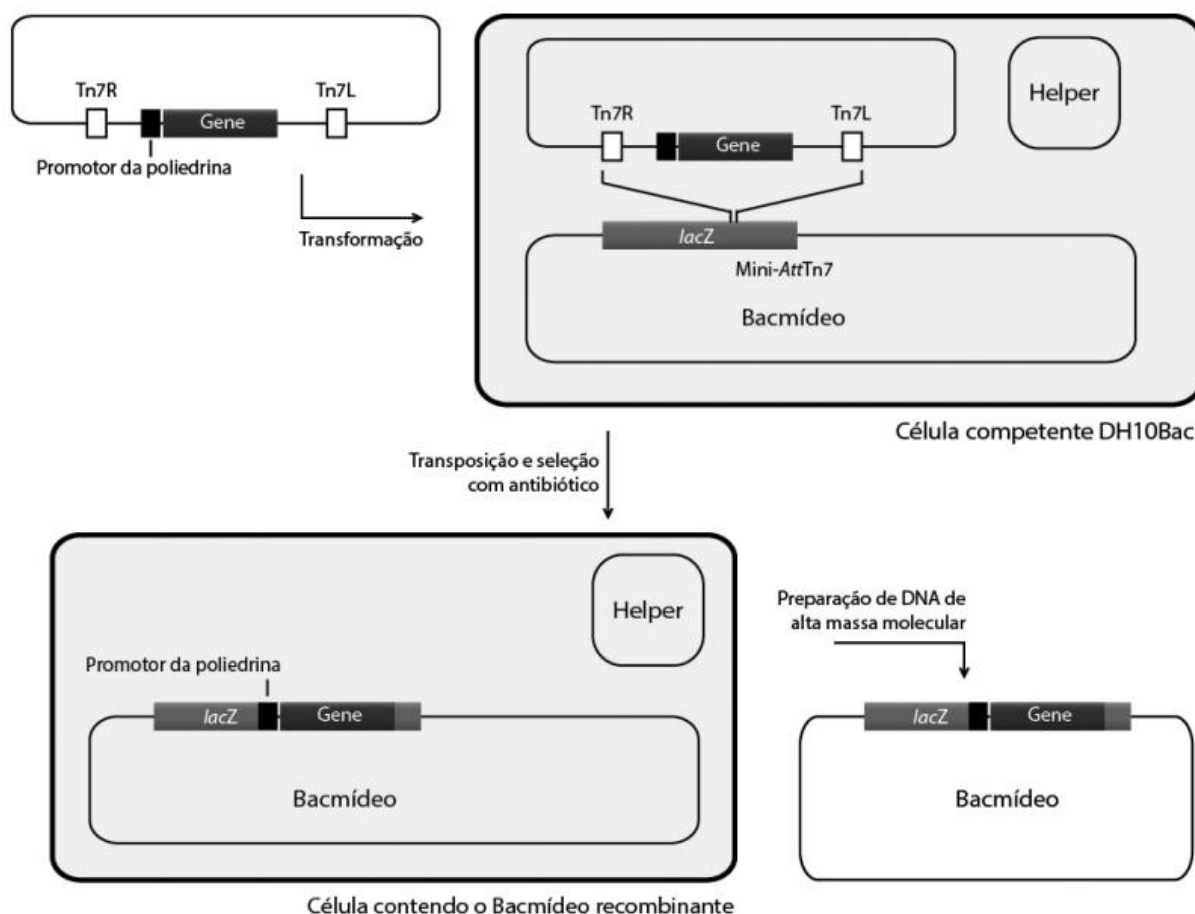 Tn7R
Tn7L
Gene
Promotor da poliedrina
Transformação
Helper
Tn7R
Tn7L
Gene
lacZ
Mini-AttTn7
Bacmídeo
Célula competente DH10Bac
Transposição e seleção
com antibiótico
Helper
Promotor da poliedrina
lacZ
Gene
Bacmídeo
Célula contendo o Bacmídeo recombinante
Preparação de DNA de
alta massa molecular
lacZ
Gene
Bacmídeo